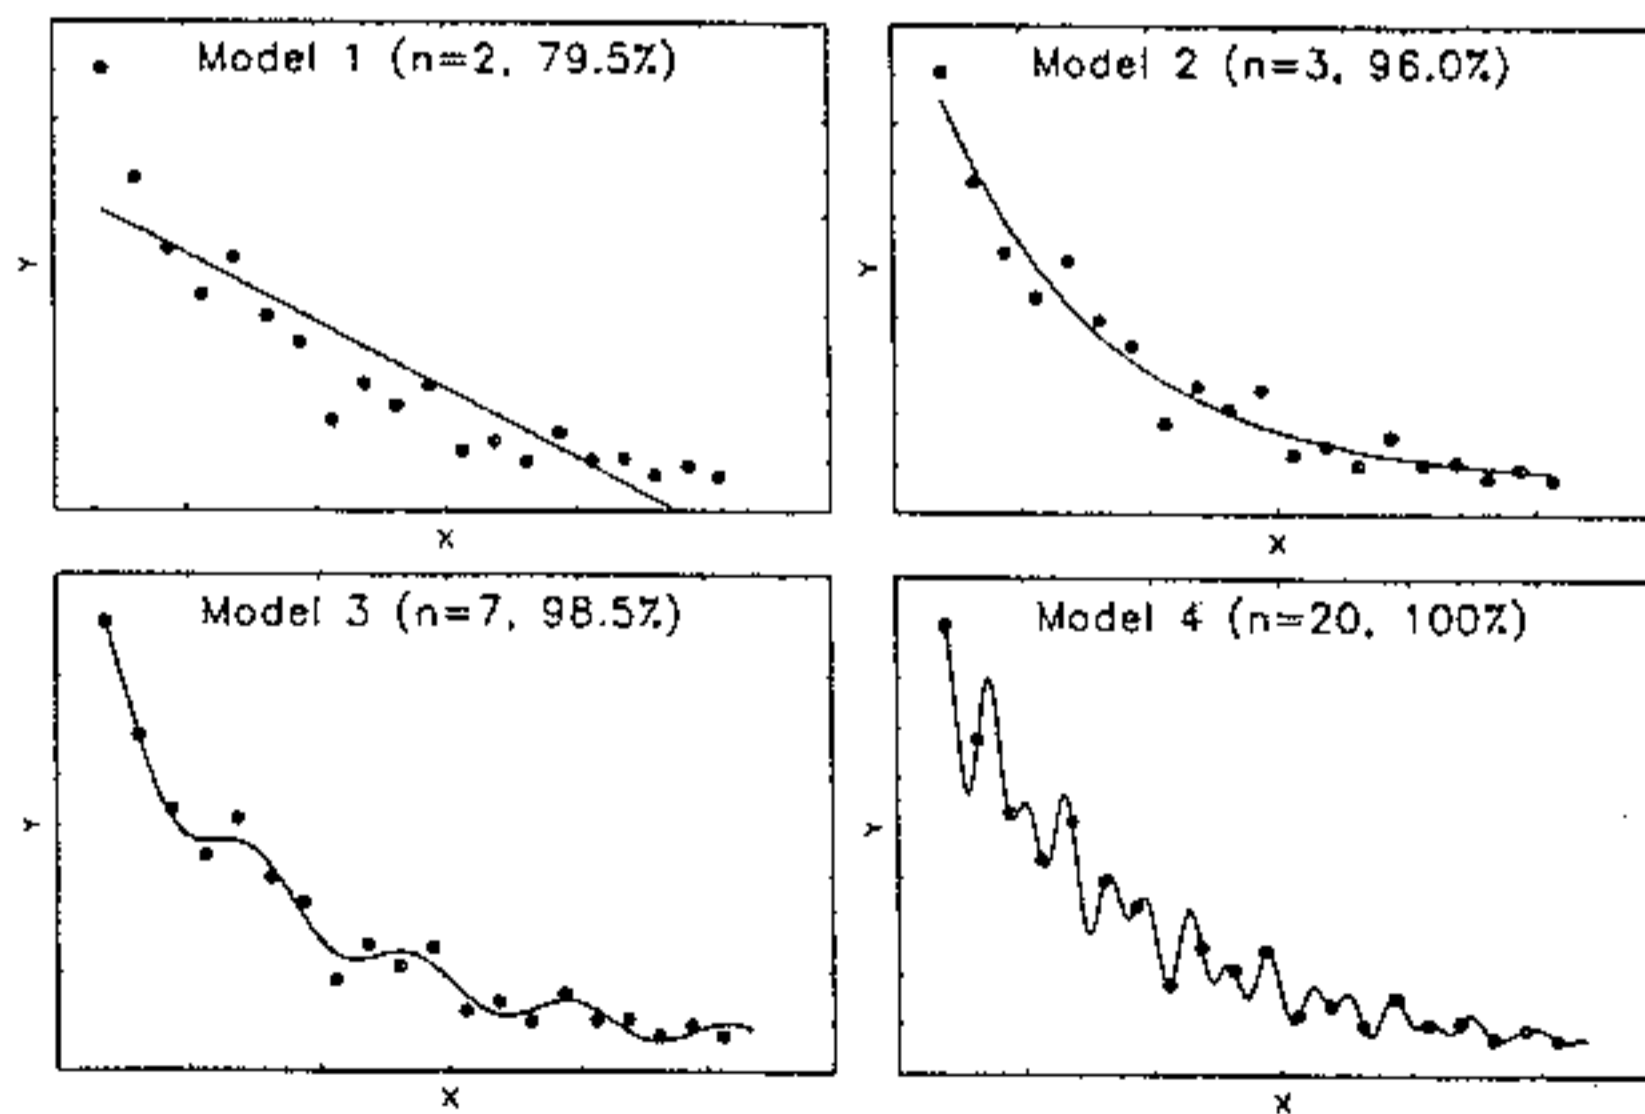 Model 1 (n=2, 79.5%)
Y
X
Model 2 (n=3, 96.0%)
Y
X
Model 3 (n=7, 98.5%)
Y
X
Model 4 (n=20, 100%)
Y
X